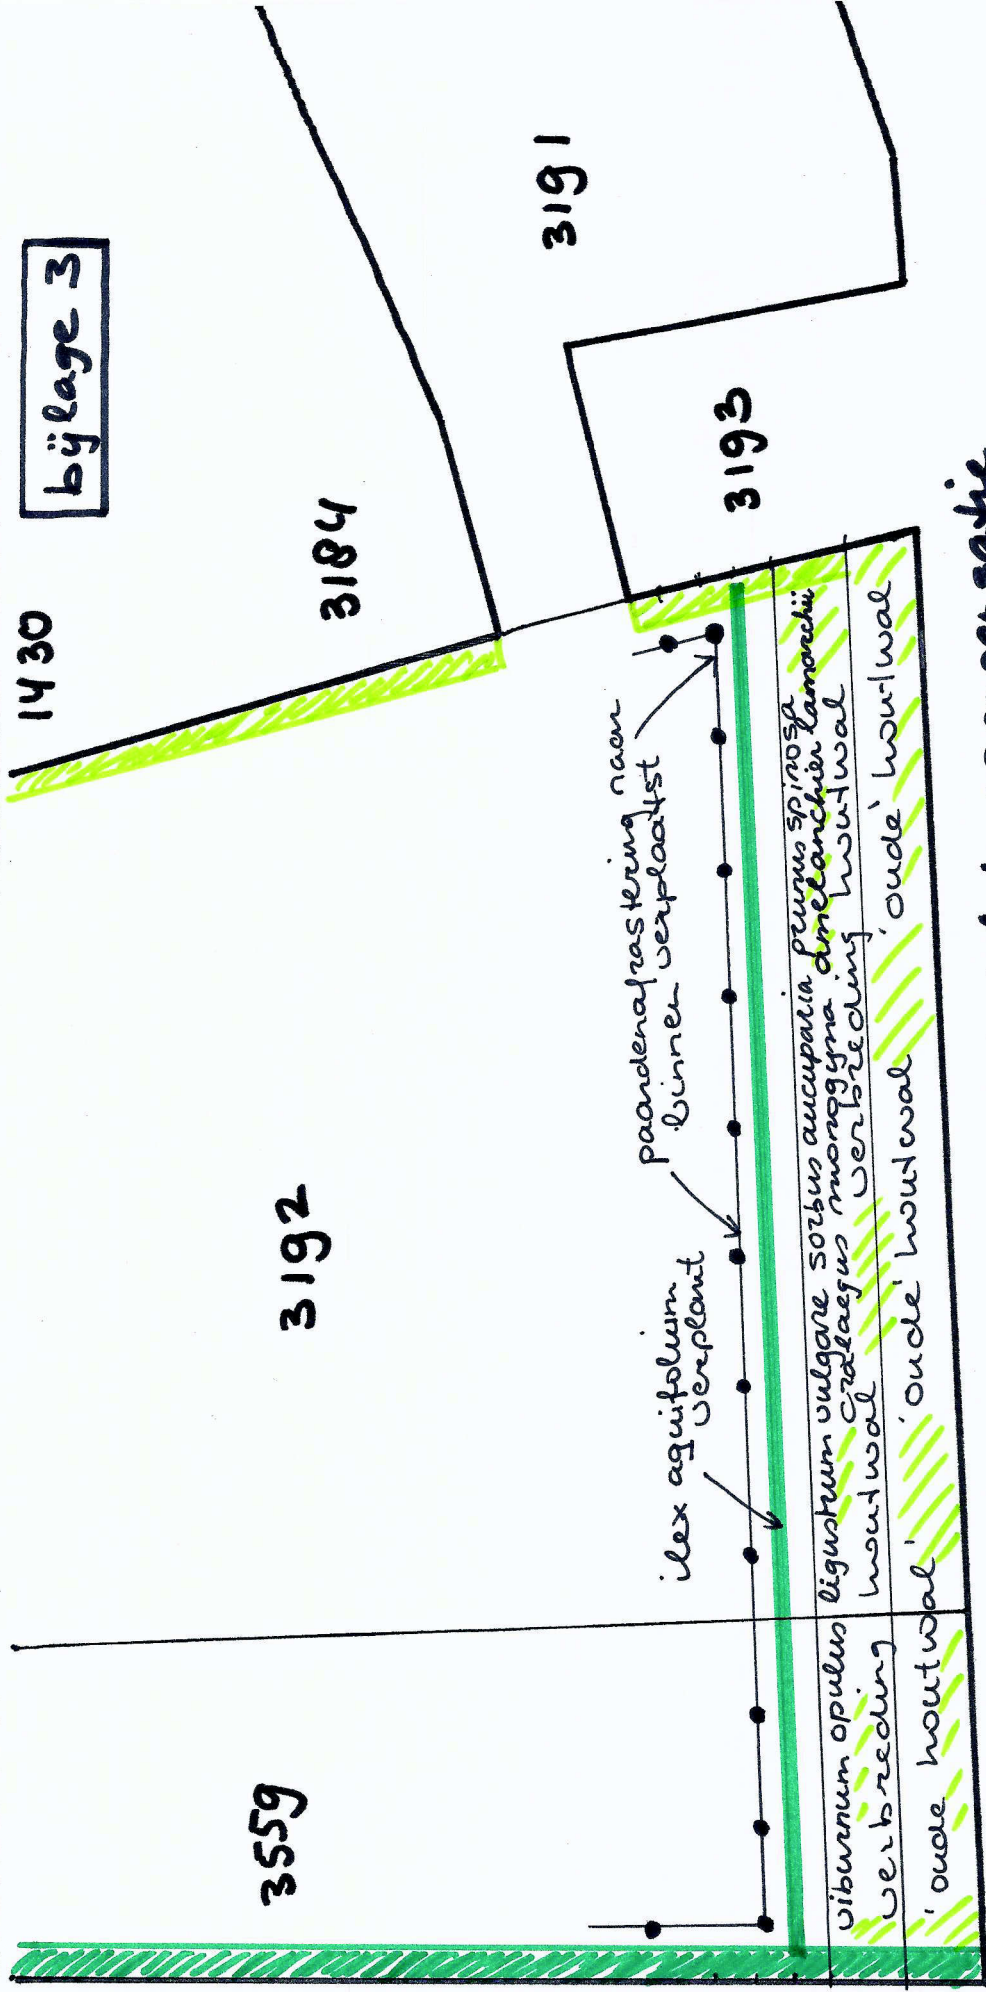 bijlage 3
1430
3184
3191
3193
3192
3559
paardenafrastering naar
binnen verplaatst
ilex aquifolium
verplant
viburnum opulus ligustrum vulgare sorbus aucuparia prunus spinosa
crataegus monogyna amelanchier lamarckii
verbreding houtwal verbreding houtwal
'oude houtwal' 'oude' houtwal 'oude' houtwal